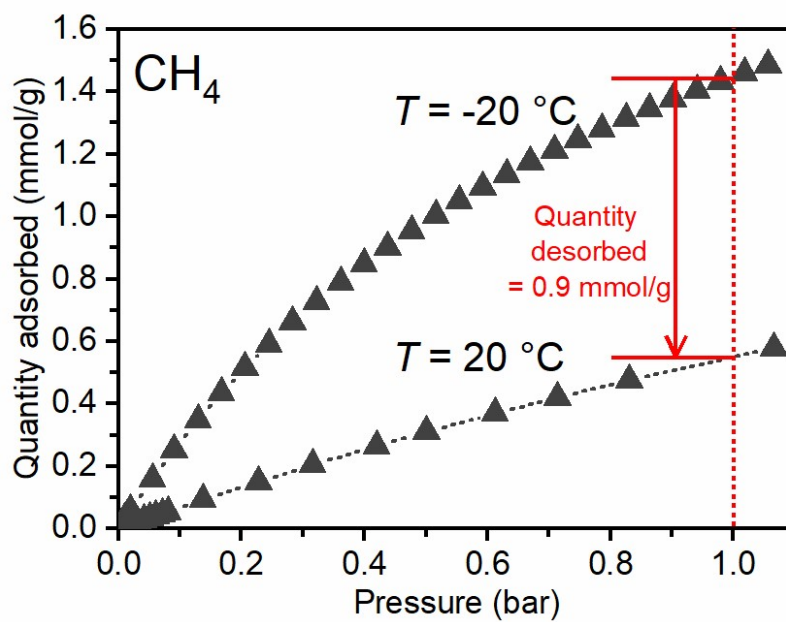 CH4
T = -20 °C
Quantity
desorbed
= 0.9 mmol/g
T = 20 °C
Quantity adsorbed (mmol/g)
1.6
1.4
1.2
1.0
0.8
0.6
0.4
0.2
0.0
0.0 0.2 0.4 0.6 0.8 1.0
Pressure (bar)